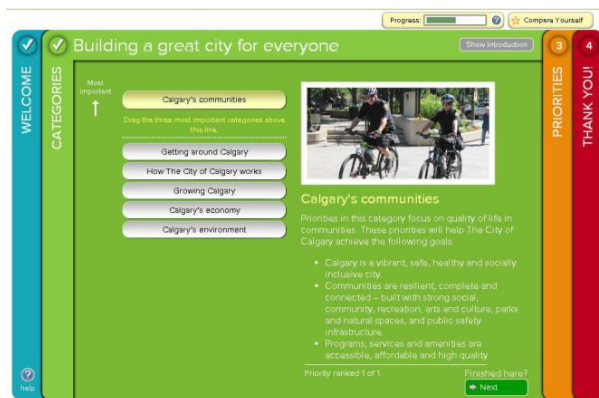 Progress:
?
Compare Yourself
WELCOME
help
CATEGORIES
Building a great city for everyone
Show Introduction
Most
Important
Calgary's communities
Drag the three most important categories above
this line.
Getting around Calgary
How The City of Calgary works
Growing Calgary
Calgary's economy
Calgary's environment
Calgary's communities
Priorities in this category focus on quality of life in
communities. These priorities will help The City of
Calgary achieve the following goals
• Calgary is a vibrant, safe, healthy and socially
inclusive city.
• Communities are resilient, complete and
connected – built with strong social,
community, recreation, arts and culture, parks
and natural spaces, and public safety
infrastructure.
• Programs, services and amenities are
accessible, affordable and high quality.
Priority ranked 1 of 1
Finished here?
Next
3
PRIORITIES
4
THANK YOU!